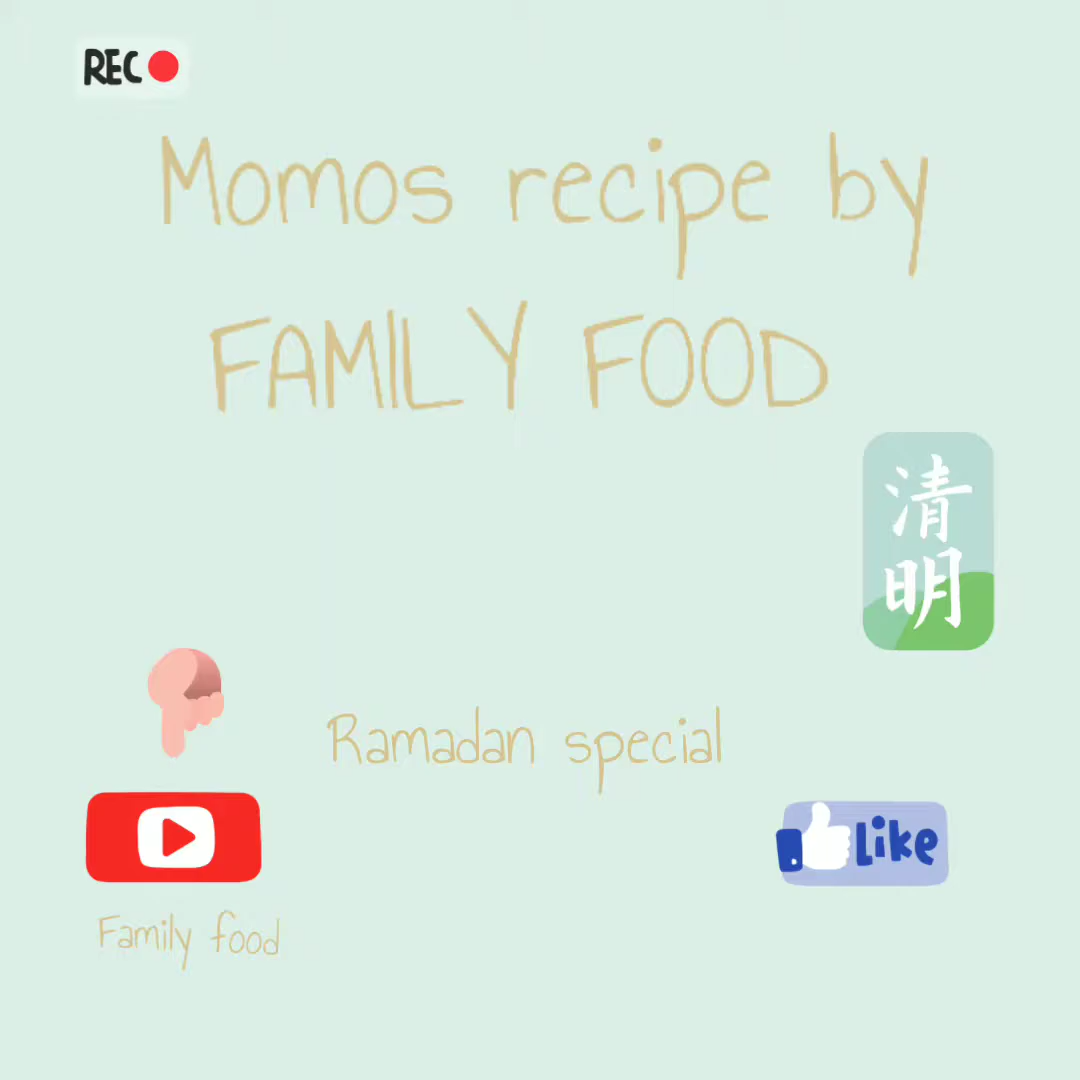 REC
Momos recipe by
FAMILY FOOD
清明
Ramadan special
Like
Family food